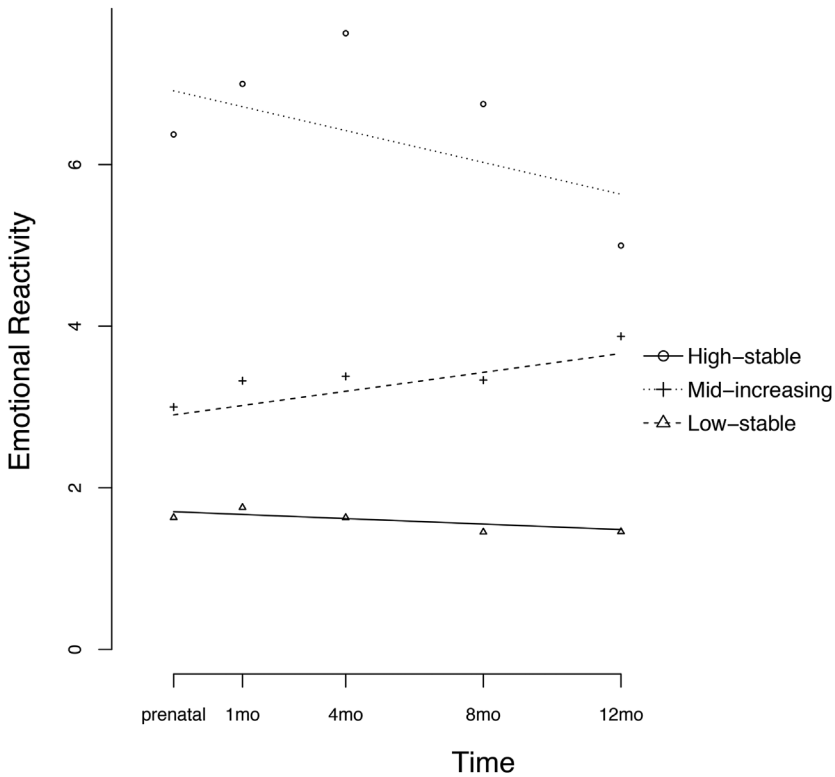 Emotional Reactivity
6
4
2
0
prenatal 1mo 4mo 8mo 12mo
Time
High−stable
Mid−increasing
Low−stable